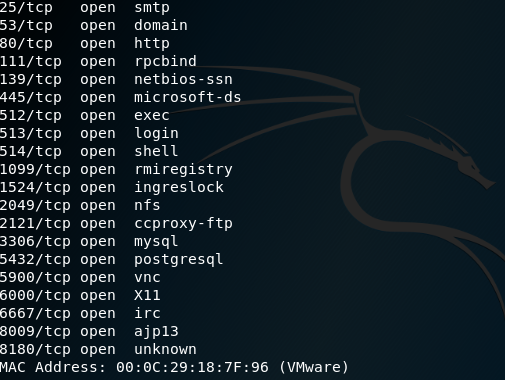 25/tcp   open  smtp
53/tcp   open  domain
80/tcp   open  http
111/tcp  open  rpcbind
139/tcp  open  netbios-ssn
445/tcp  open  microsoft-ds
512/tcp  open  exec
513/tcp  open  login
514/tcp  open  shell
1099/tcp open  rmiregistry
1524/tcp open  ingreslock
2049/tcp open  nfs
2121/tcp open  ccproxy-ftp
3306/tcp open  mysql
5432/tcp open  postgresql
5900/tcp open  vnc
6000/tcp open  X11
6667/tcp open  irc
8009/tcp open  ajp13
8180/tcp open  unknown
MAC Address: 00:0C:29:18:7F:96 (VMware)